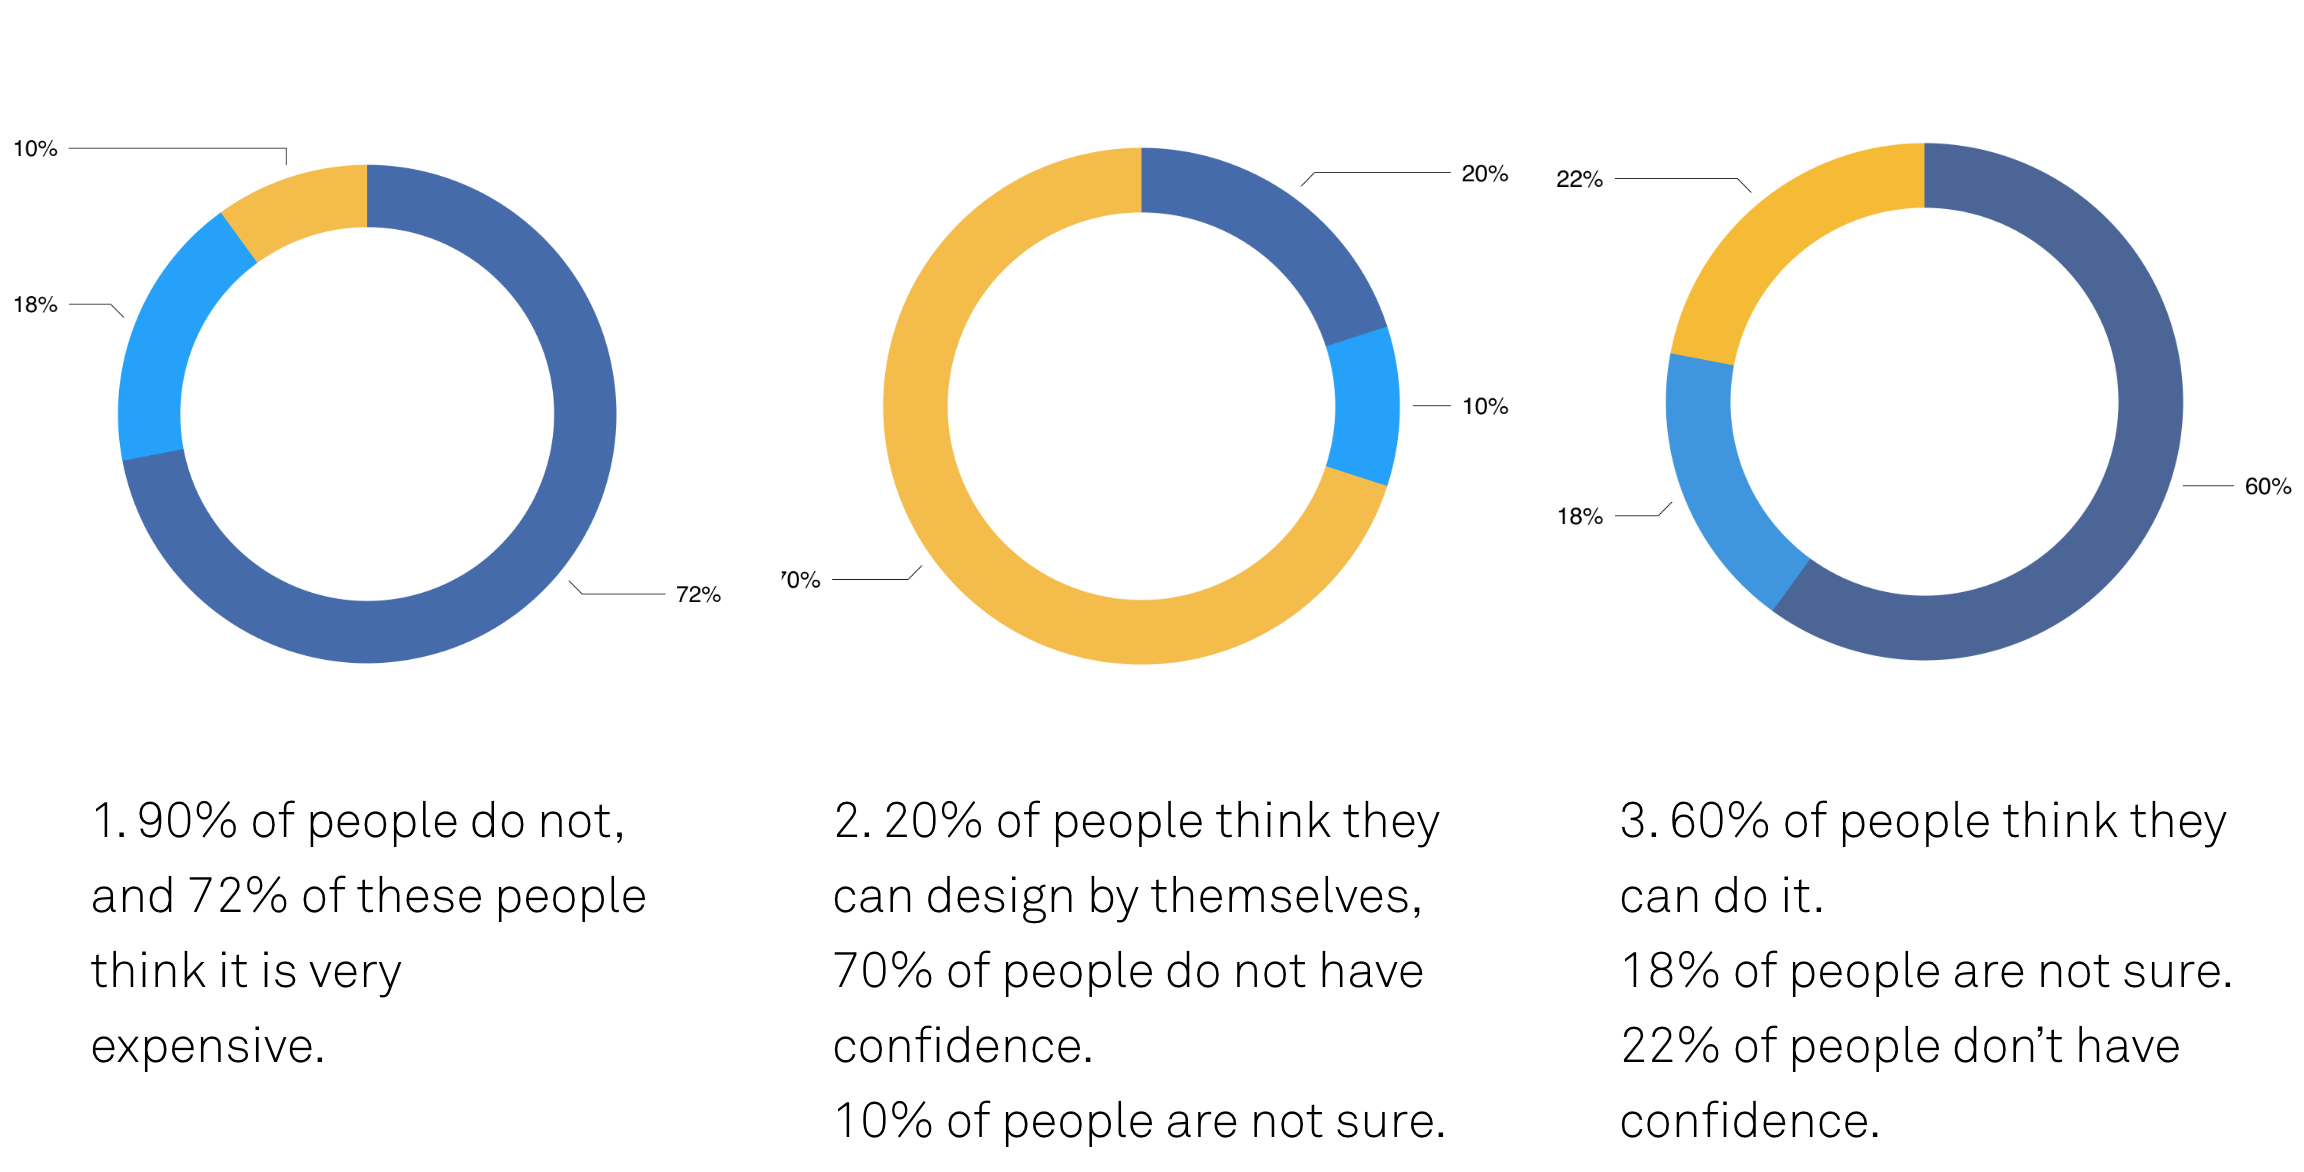 10%
18%
72%
20%
10%
70%
22%
18%
60%
1. 90% of people do not,
and 72% of these people
think it is very
expensive.
2. 20% of people think they
can design by themselves,
70% of people do not have
confidence.
10% of people are not sure.
3. 60% of people think they
can do it.
18% of people are not sure.
22% of people don’t have
confidence.